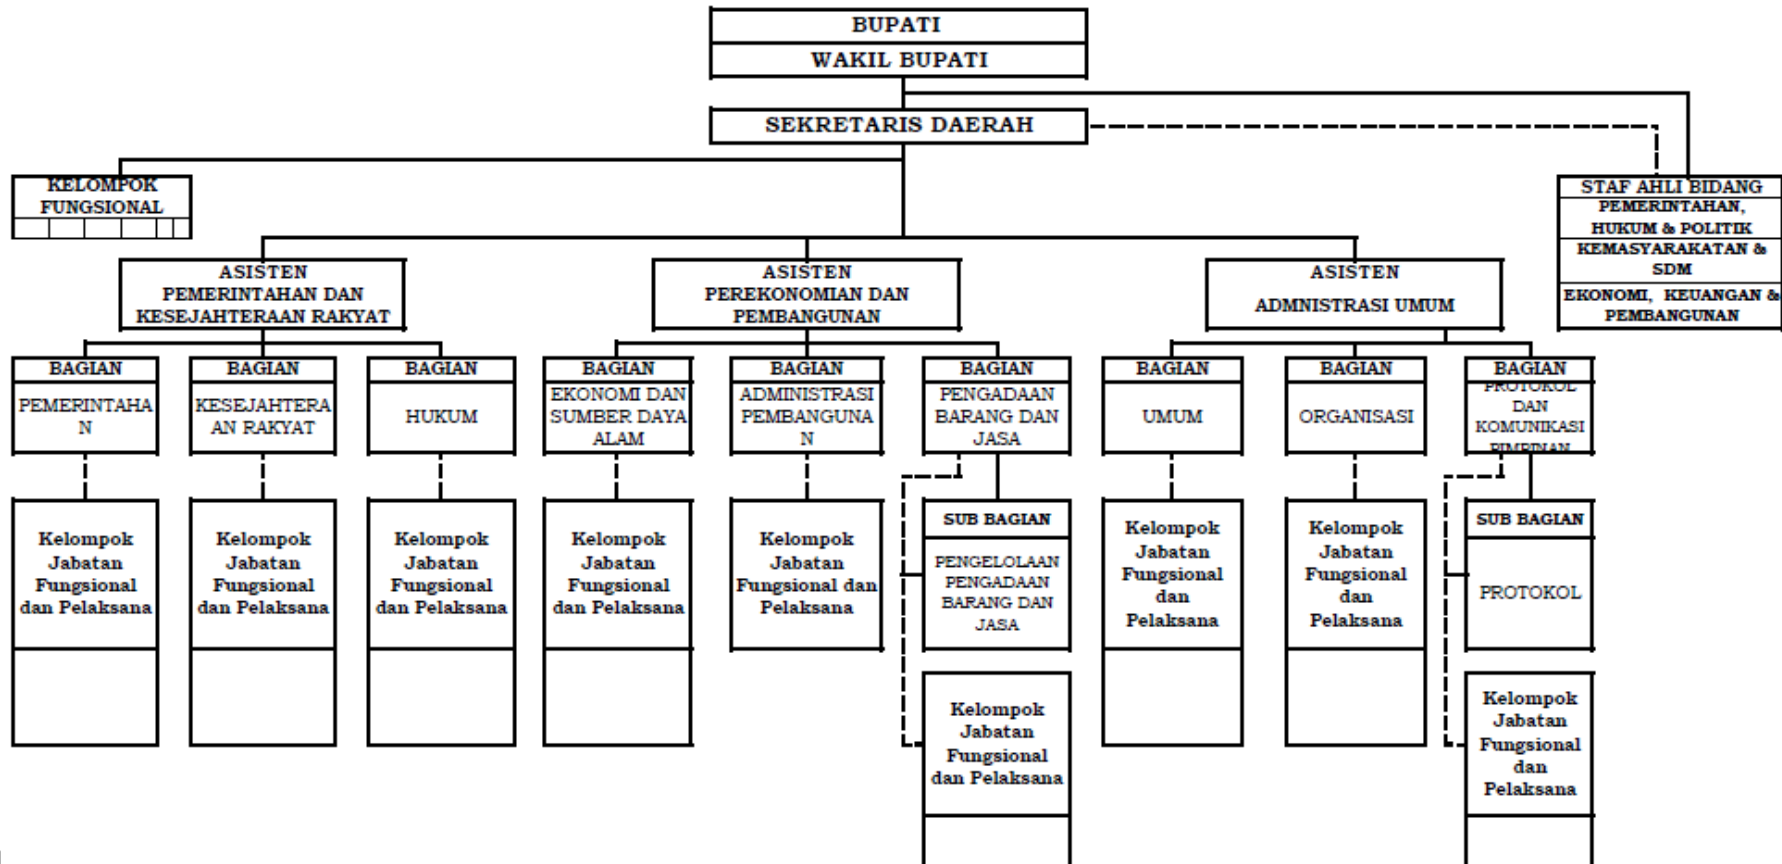 BUPATI
WAKIL BUPATI
SEKRETARIS DAERAH
KELOMPOK
FUNGSIONAL
STAF AHLI BIDANG
PEMERINTAHAN,
HUKUM & POLITIK
KEMASYARAKATAN &
SDM
EKONOMI, KEUANGAN &
PEMBANGUNAN
ASISTEN
PEMERINTAHAN DAN
KESEJAHTERAAN RAKYAT
ASISTEN
PEREKONOMIAN DAN
PEMBANGUNAN
ASISTEN
ADMNISTRASI UMUM
BAGIAN
PEMERINTAHA
N
BAGIAN
KESEJAHTERA
AN RAKYAT
BAGIAN
HUKUM
BAGIAN
EKONOMI DAN
SUMBER DAYA
ALAM
BAGIAN
ADMINISTRASI
PEMBANGUNA
N
BAGIAN
PENGADAAN
BARANG DAN
JASA
BAGIAN
UMUM
BAGIAN
ORGANISASI
BAGIAN
PROTOKOL
DAN
KOMUNIKASI
PIMPINAN
Kelompok
Jabatan
Fungsional
dan Pelaksana
Kelompok
Jabatan
Fungsional
dan Pelaksana
Kelompok
Jabatan
Fungsional
dan Pelaksana
Kelompok
Jabatan
Fungsional
dan Pelaksana
Kelompok
Jabatan
Fungsional dan
Pelaksana
SUB BAGIAN
PENGELOLAAN
PENGADAAN
BARANG DAN
JASA
Kelompok
Jabatan
Fungsional
dan Pelaksana
Kelompok
Jabatan
Fungsional
dan
Pelaksana
Kelompok
Jabatan
Fungsional
dan
Pelaksana
SUB BAGIAN
PROTOKOL
Kelompok
Jabatan
Fungsional
dan
Pelaksana